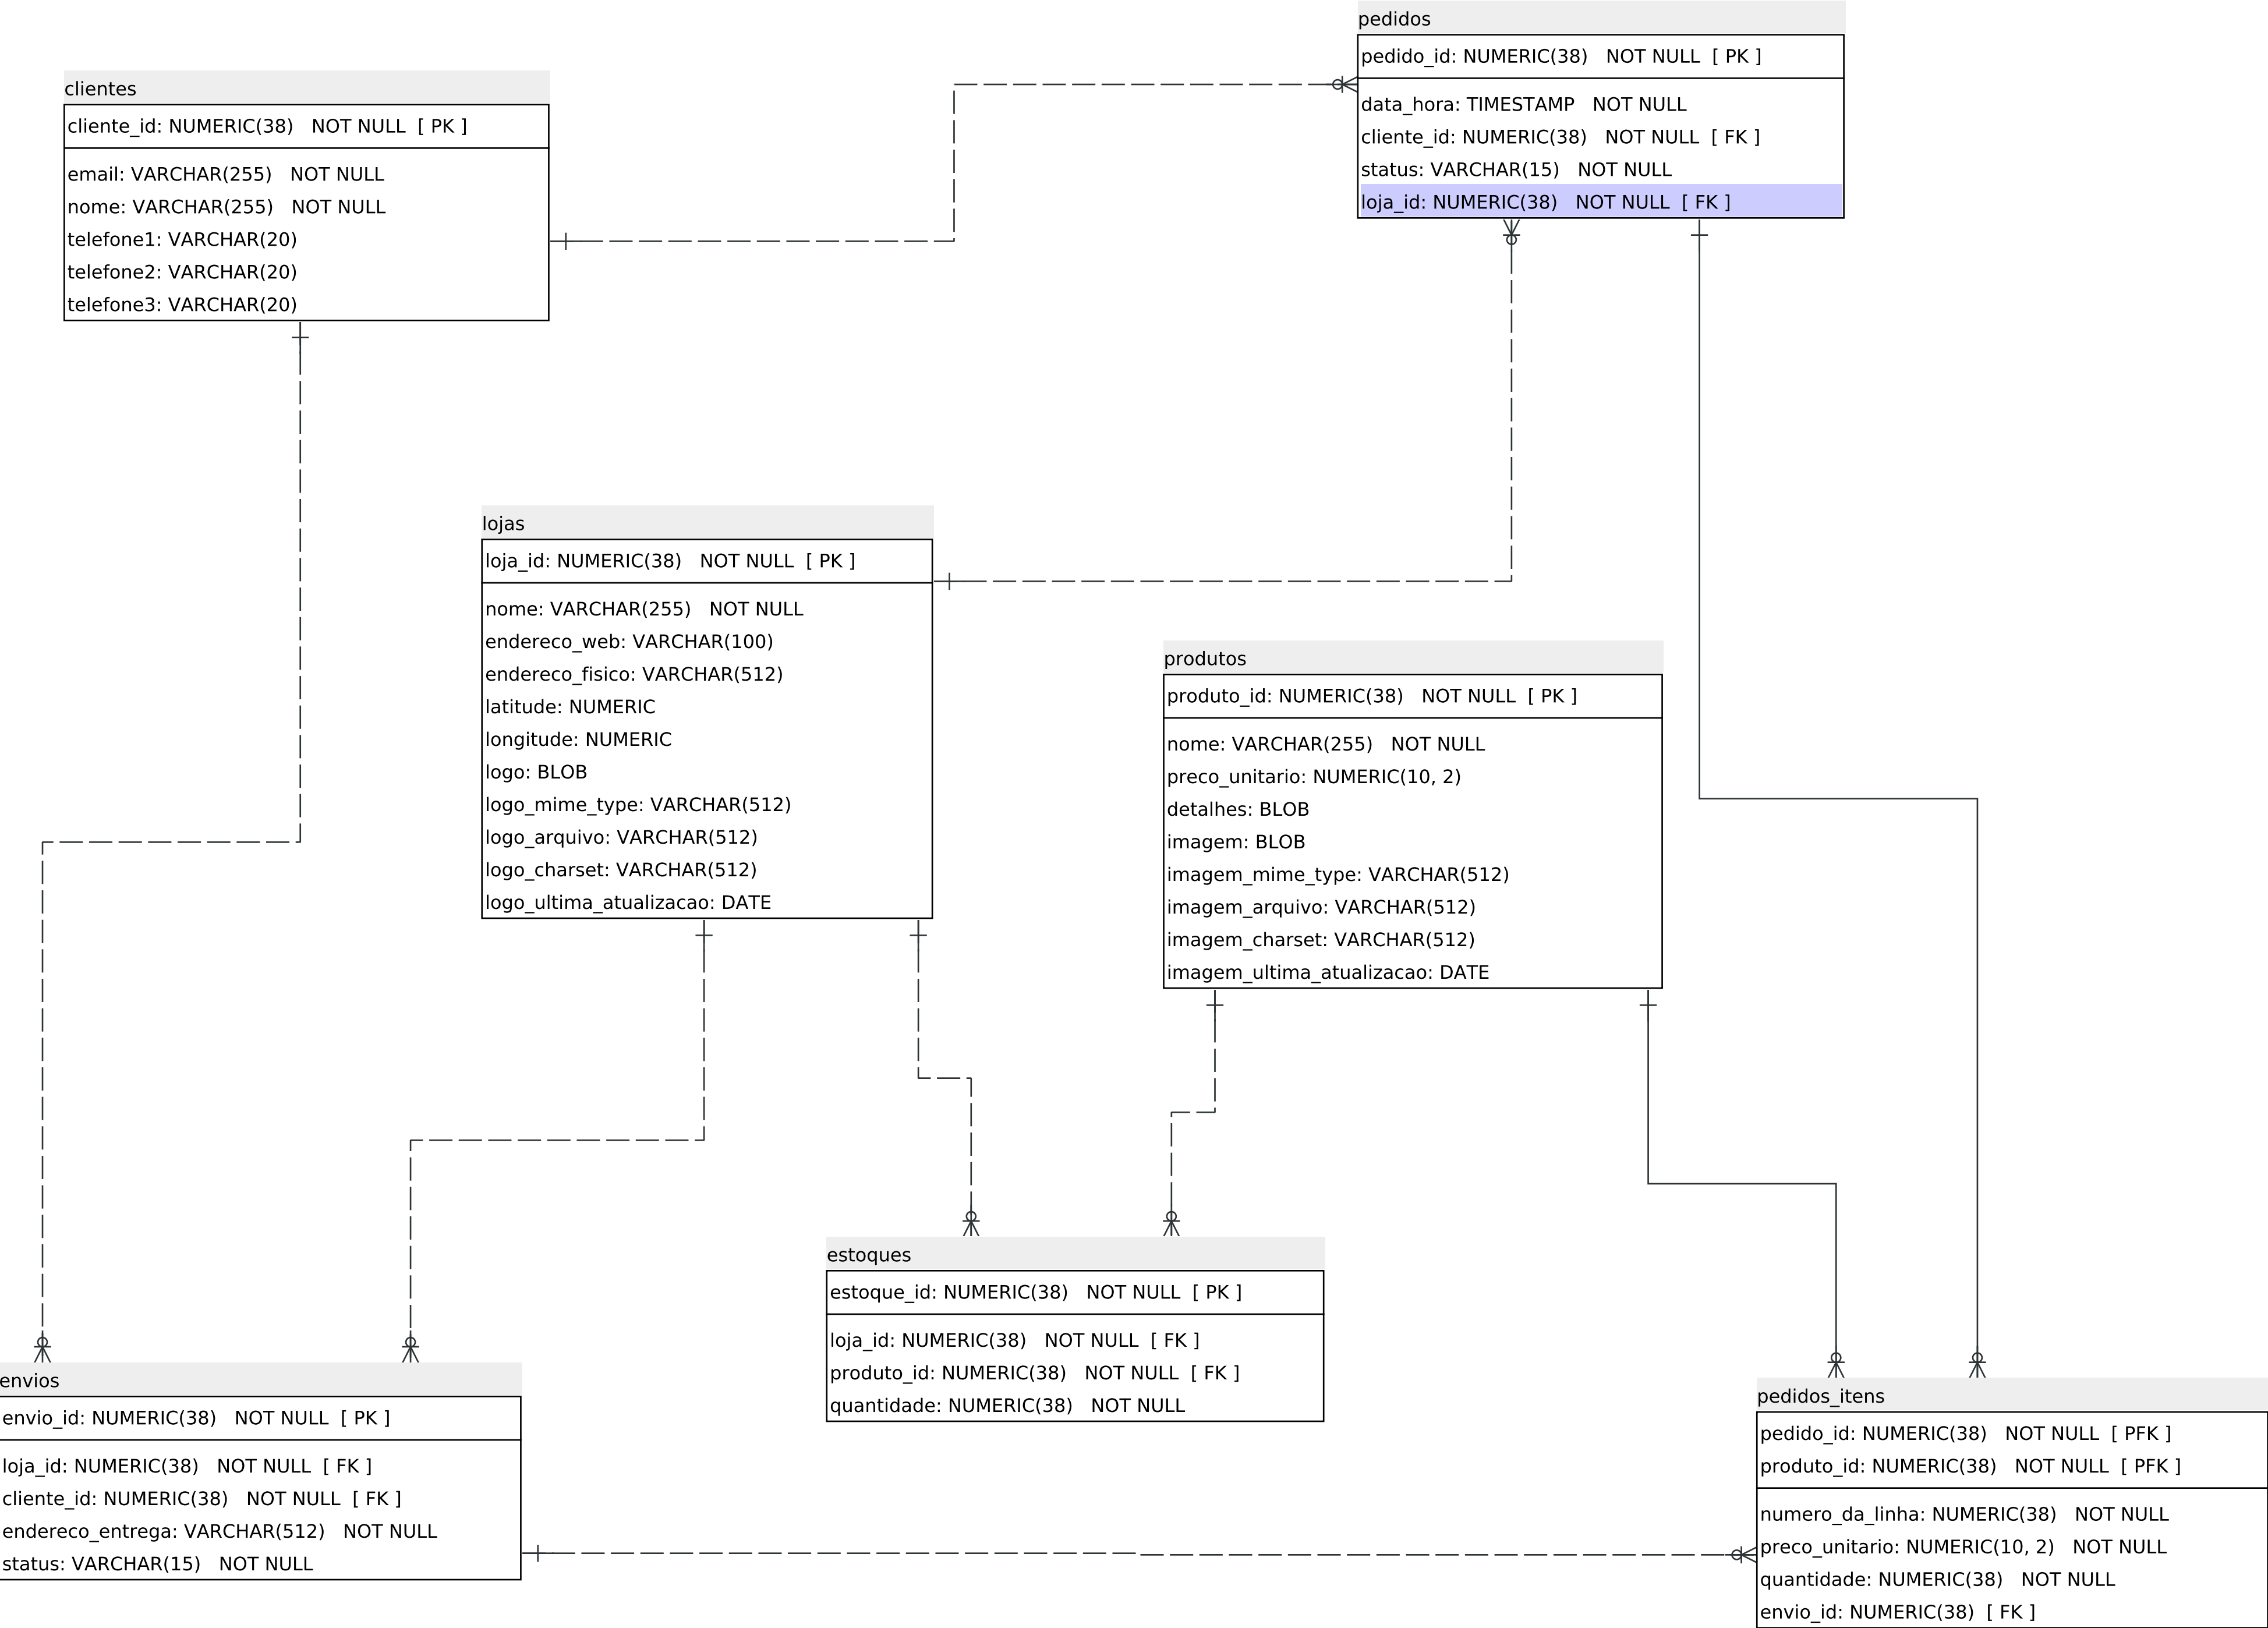 pedidos
pedido_id: NUMERIC(38)   NOT NULL  [ PK ]
data_hora: TIMESTAMP   NOT NULL
cliente_id: NUMERIC(38)   NOT NULL  [ FK ]
status: VARCHAR(15)   NOT NULL
loja_id: NUMERIC(38)   NOT NULL  [ FK ]
clientes
cliente_id: NUMERIC(38)   NOT NULL  [ PK ]
email: VARCHAR(255)   NOT NULL
nome: VARCHAR(255)   NOT NULL
telefone1: VARCHAR(20)
telefone2: VARCHAR(20)
telefone3: VARCHAR(20)
lojas
loja_id: NUMERIC(38)   NOT NULL  [ PK ]
nome: VARCHAR(255)   NOT NULL
endereco_web: VARCHAR(100)
endereco_fisico: VARCHAR(512)
latitude: NUMERIC
longitude: NUMERIC
logo: BLOB
logo_mime_type: VARCHAR(512)
logo_arquivo: VARCHAR(512)
logo_charset: VARCHAR(512)
logo_ultima_atualizacao: DATE
produtos
produto_id: NUMERIC(38)   NOT NULL  [ PK ]
nome: VARCHAR(255)   NOT NULL
preco_unitario: NUMERIC(10, 2)
detalhes: BLOB
imagem: BLOB
imagem_mime_type: VARCHAR(512)
imagem_arquivo: VARCHAR(512)
imagem_charset: VARCHAR(512)
imagem_ultima_atualizacao: DATE
estoques
estoque_id: NUMERIC(38)   NOT NULL  [ PK ]
loja_id: NUMERIC(38)   NOT NULL  [ FK ]
produto_id: NUMERIC(38)   NOT NULL  [ FK ]
quantidade: NUMERIC(38)   NOT NULL
envios
envio_id: NUMERIC(38)   NOT NULL  [ PK ]
loja_id: NUMERIC(38)   NOT NULL  [ FK ]
cliente_id: NUMERIC(38)   NOT NULL  [ FK ]
endereco_entrega: VARCHAR(512)   NOT NULL
status: VARCHAR(15)   NOT NULL
pedidos_itens
pedido_id: NUMERIC(38)   NOT NULL  [ PFK ]
produto_id: NUMERIC(38)   NOT NULL  [ PFK ]
numero_da_linha: NUMERIC(38)   NOT NULL
preco_unitario: NUMERIC(10, 2)   NOT NULL
quantidade: NUMERIC(38)   NOT NULL
envio_id: NUMERIC(38)  [ FK ]